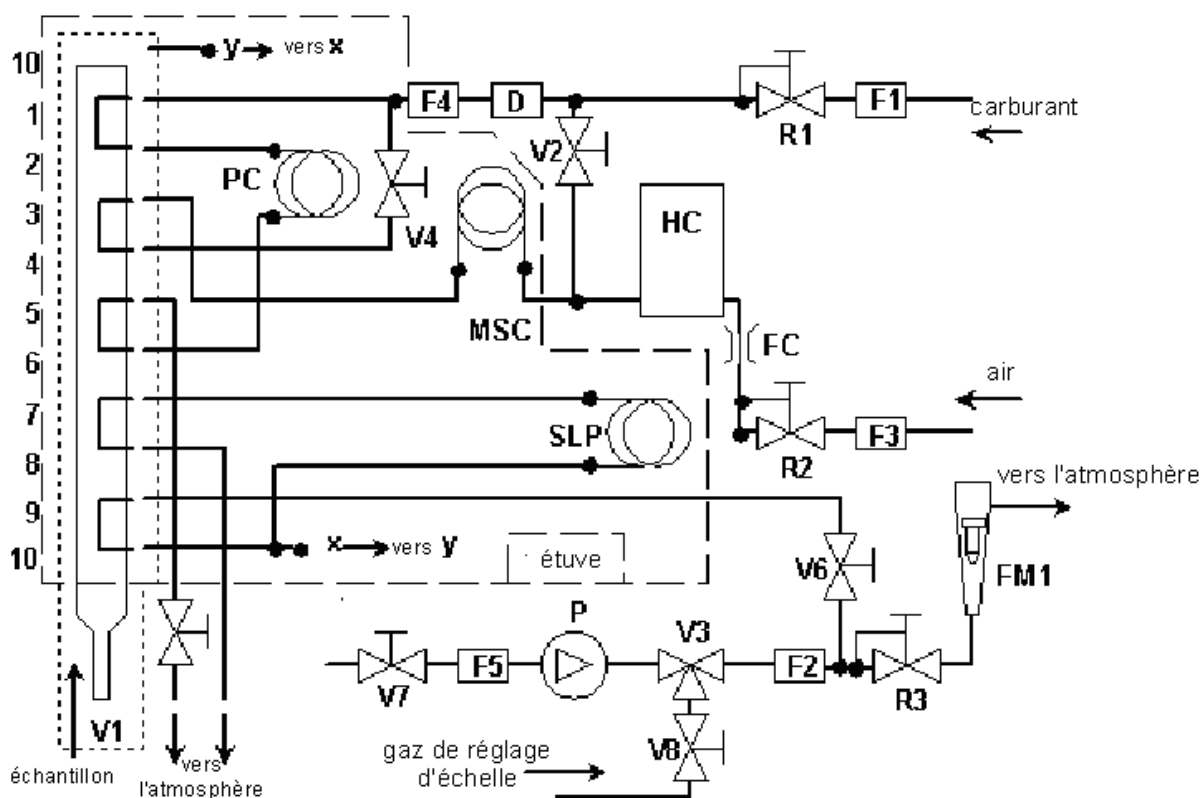 10
y vers x
1
F4
D
F1
carburant
R1
V2
2
PC
3
V4
HC
4
5
MSC
6
FC
air
7
SLP
F3
8
R2
vers l'atmosphère
9
x vers y
10
étuve
V6
FM1
P
V3
V7
F5
F2
R3
V1
V8
gaz de réglage
d'échelle
échantillon
vers
l'atmosphère